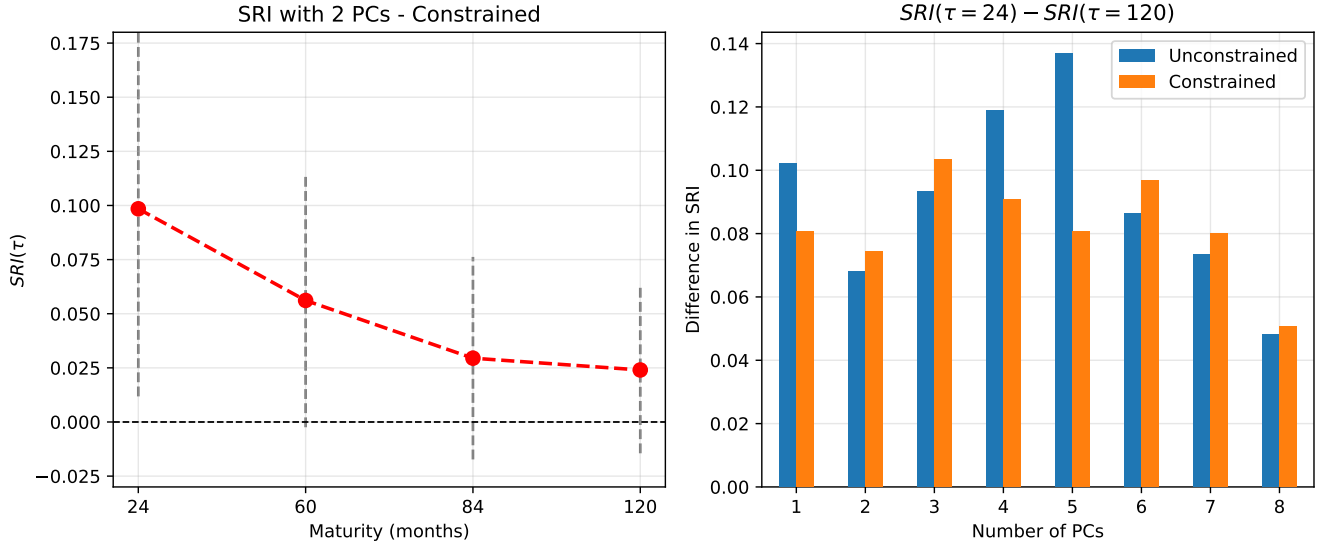 SRI with 2 PCs - Constrained
SRI(τ)
0.175
0.150
0.125
0.100
0.075
0.050
0.025
0.000
−0.025
24 60 84 120
Maturity (months)
SRI(τ = 24) − SRI(τ = 120)
Unconstrained
Constrained
Difference in SRI
0.14
0.12
0.10
0.08
0.06
0.04
0.02
0.00
1 2 3 4 5 6 7 8
Number of PCs